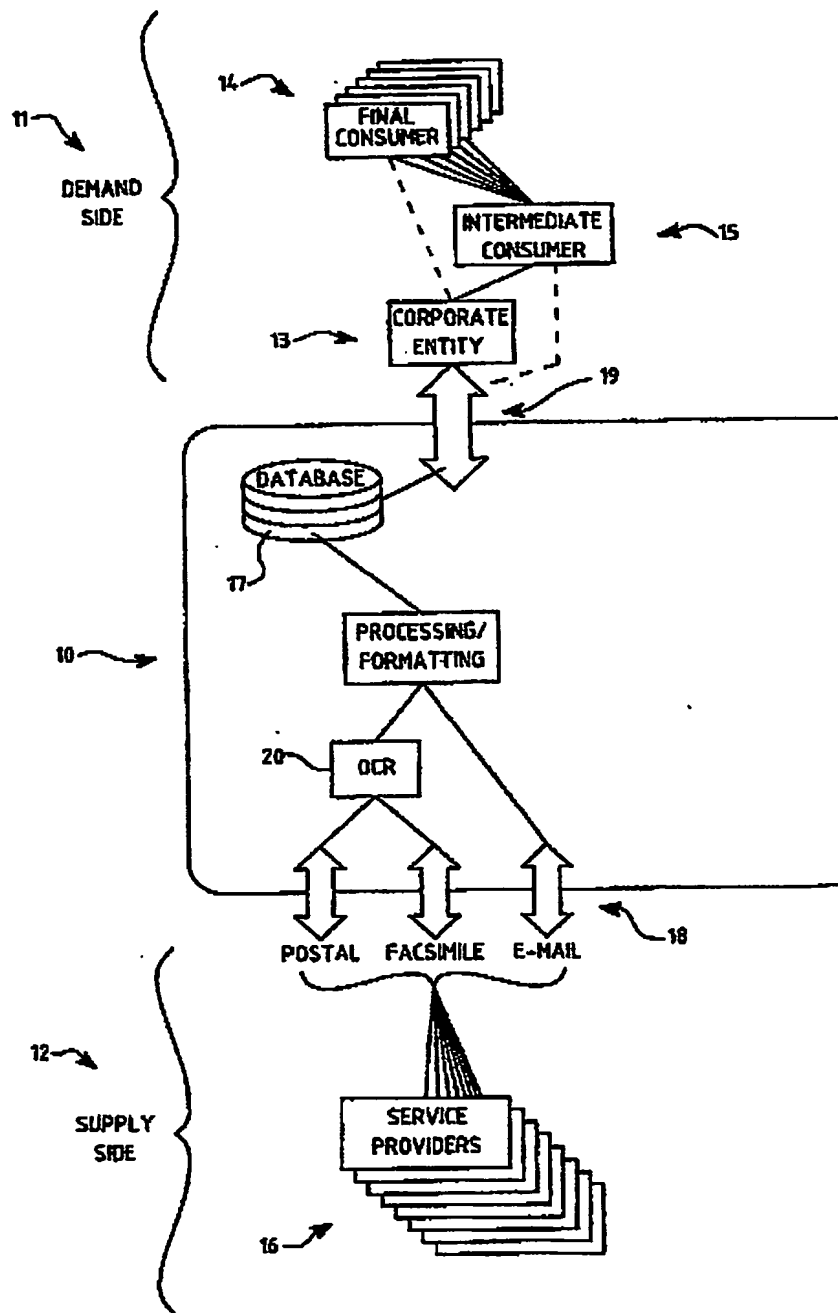 14
FINAL
CONSUMER
11
DEMAND
SIDE
INTERMEDIATE
CONSUMER
15
13
CORPORATE
ENTITY
19
DATABASE
17
PROCESSING/
FORMATTING
10
20
OCR
18
POSTAL FACSIMILE E-MAIL
12
SUPPLY
SIDE
SERVICE
PROVIDERS
16